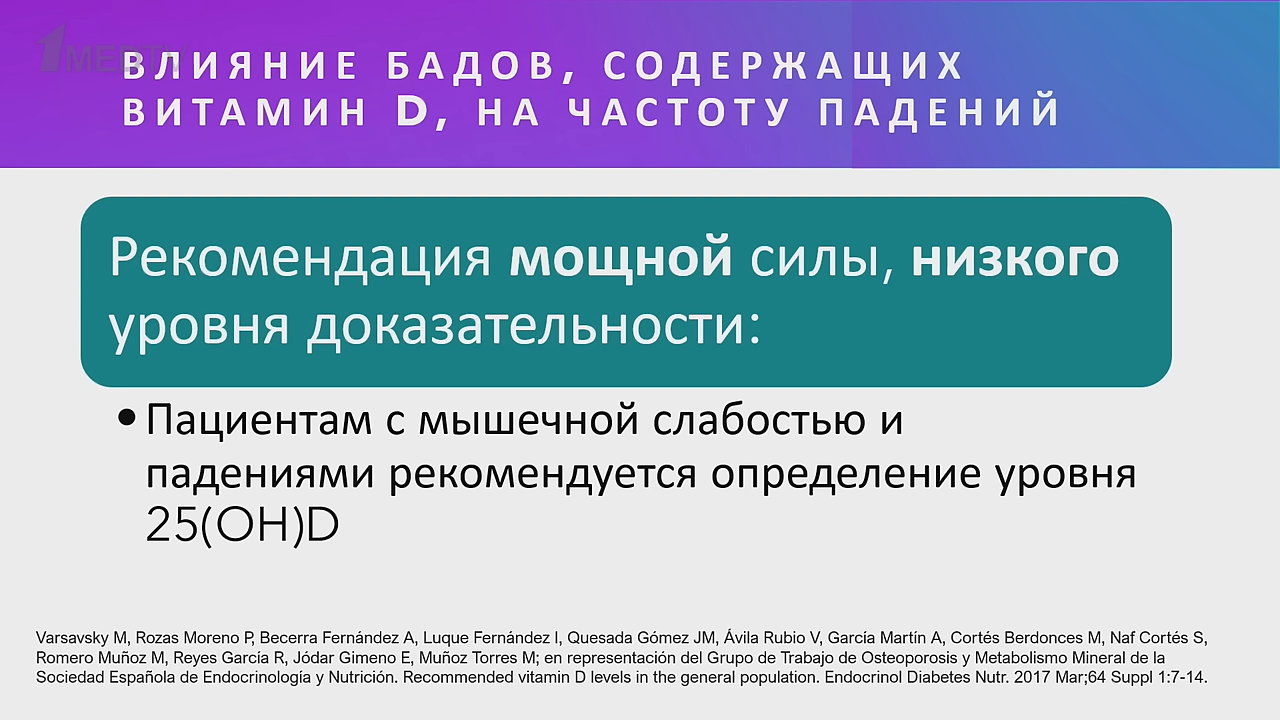 1MEDTV
ВЛИЯНИЕ БАДОВ, СОДЕРЖАЩИХ
ВИТАМИН D, НА ЧАСТОТУ ПАДЕНИЙ
Рекомендация мощной силы, низкого
уровня доказательности:
•Пациентам с мышечной слабостью и
падениями рекомендуется определение уровня
25(OH)D
Varsavsky M, Rozas Moreno P, Becerra Fernández A, Luque Fernández I, Quesada Gómez JM, Ávila Rubio V, García Martín A, Cortés Berdonces M, Naf Cortés S,
Romero Muñoz M, Reyes García R, Jódar Gimeno E, Muñoz Torres M; en representación del Grupo de Trabajo de Osteoporosis y Metabolismo Mineral de la
Sociedad Española de Endocrinología y Nutrición. Recommended vitamin D levels in the general population. Endocrinol Diabetes Nutr. 2017 Mar;64 Suppl 1:7-14.